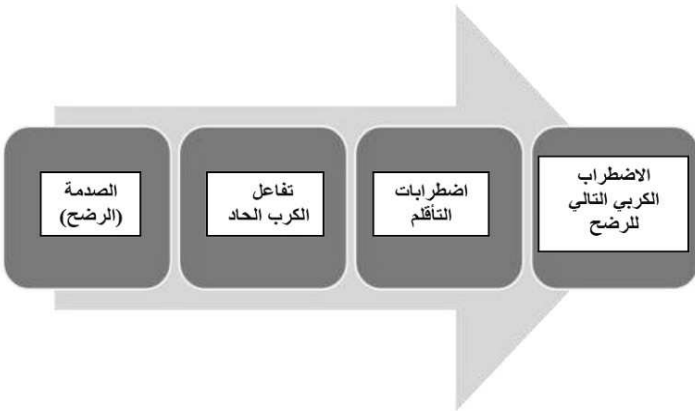 الصدمة
(الرضح)
تفاعل
الكرب الحاد
اضطرابات
التأقلم
الاضطراب
الكربي التالي
للرضح